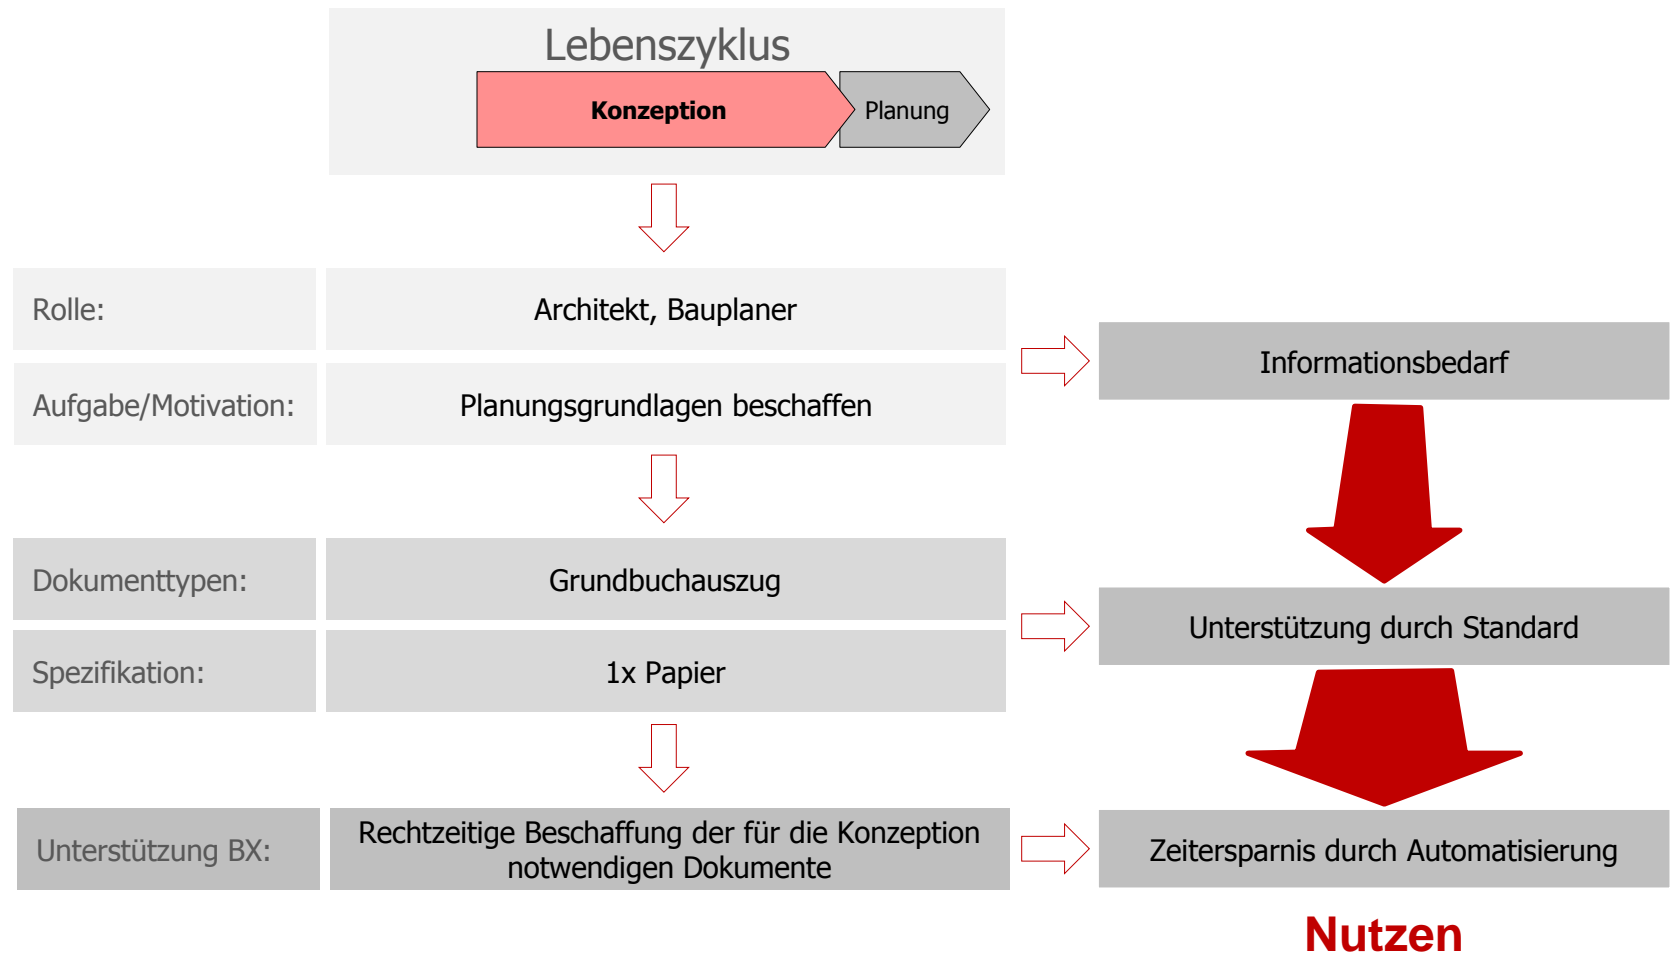 Lebenszyklus
Konzeption
Planung
Rolle:
Architekt, Bauplaner
Informationsbedarf
Aufgabe/Motivation:
Planungsgrundlagen beschaffen
Dokumenttypen:
Grundbuchauszug
Unterstützung durch Standard
Spezifikation:
1x Papier
Unterstützung BX:
Rechtzeitige Beschaffung der für die Konzeption
notwendigen Dokumente
Zeitersparnis durch Automatisierung
Nutzen